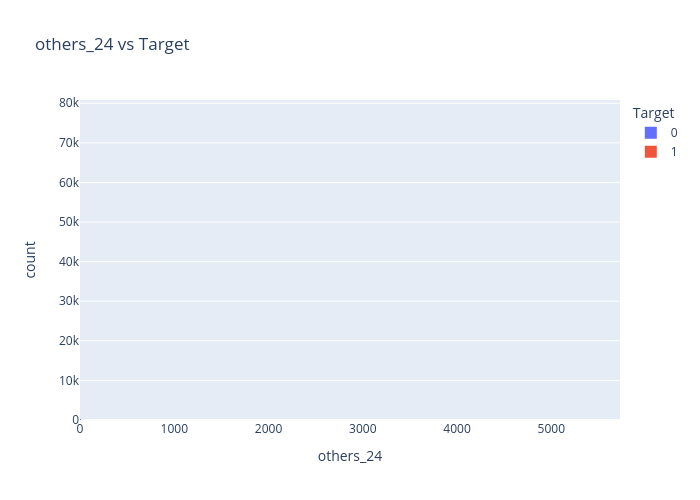 others_24 vs Target
80k
70k
60k
50k
40k
30k
20k
10k
0
0
1000
2000
3000
4000
5000
others_24
count
Target
0
1